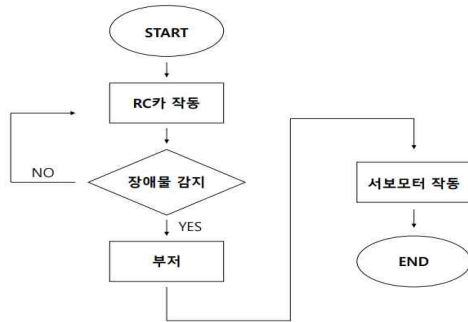 START
RC카 작동
장애물 감지
NO
YES
부저
서보모터 작동
END